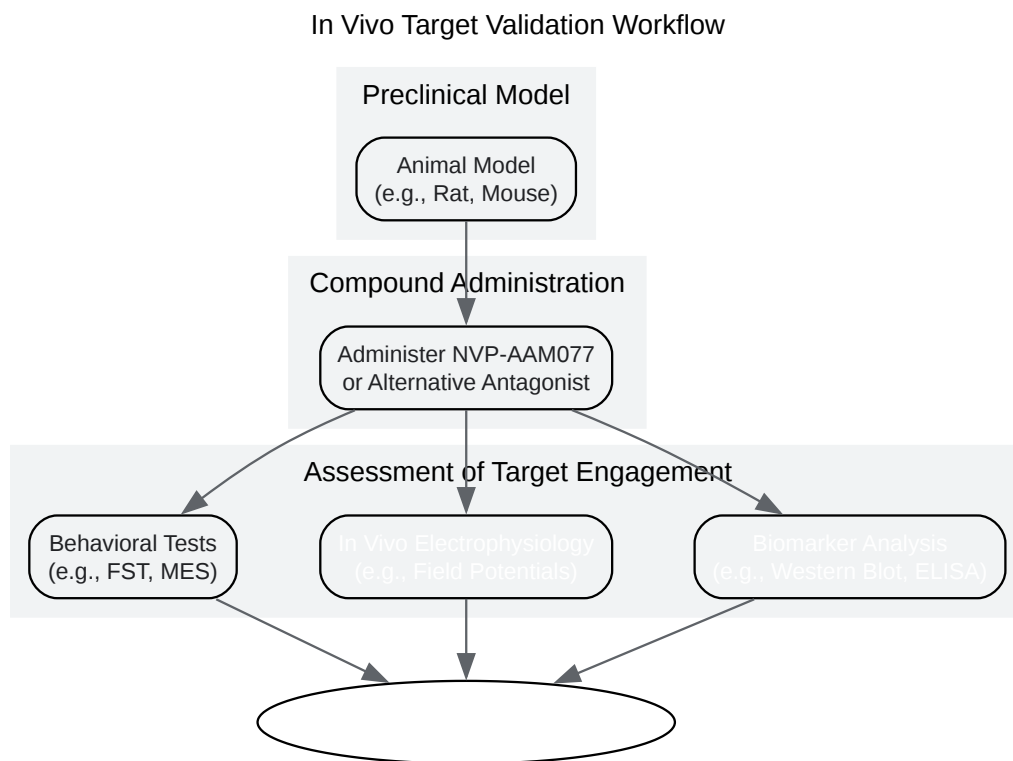 In Vivo Target Validation Workflow
Preclinical Model
Animal Model
(e.g., Rat, Mouse)
Compound Administration
Administer NVP-AAM077
or Alternative Antagonist
Assessment of Target Engagement
Behavioral Tests
(e.g., FST, MES)
In Vivo Electrophysiology
(e.g., Field Potentials)
Biomarker Analysis
(e.g., Western Blot, ELISA)